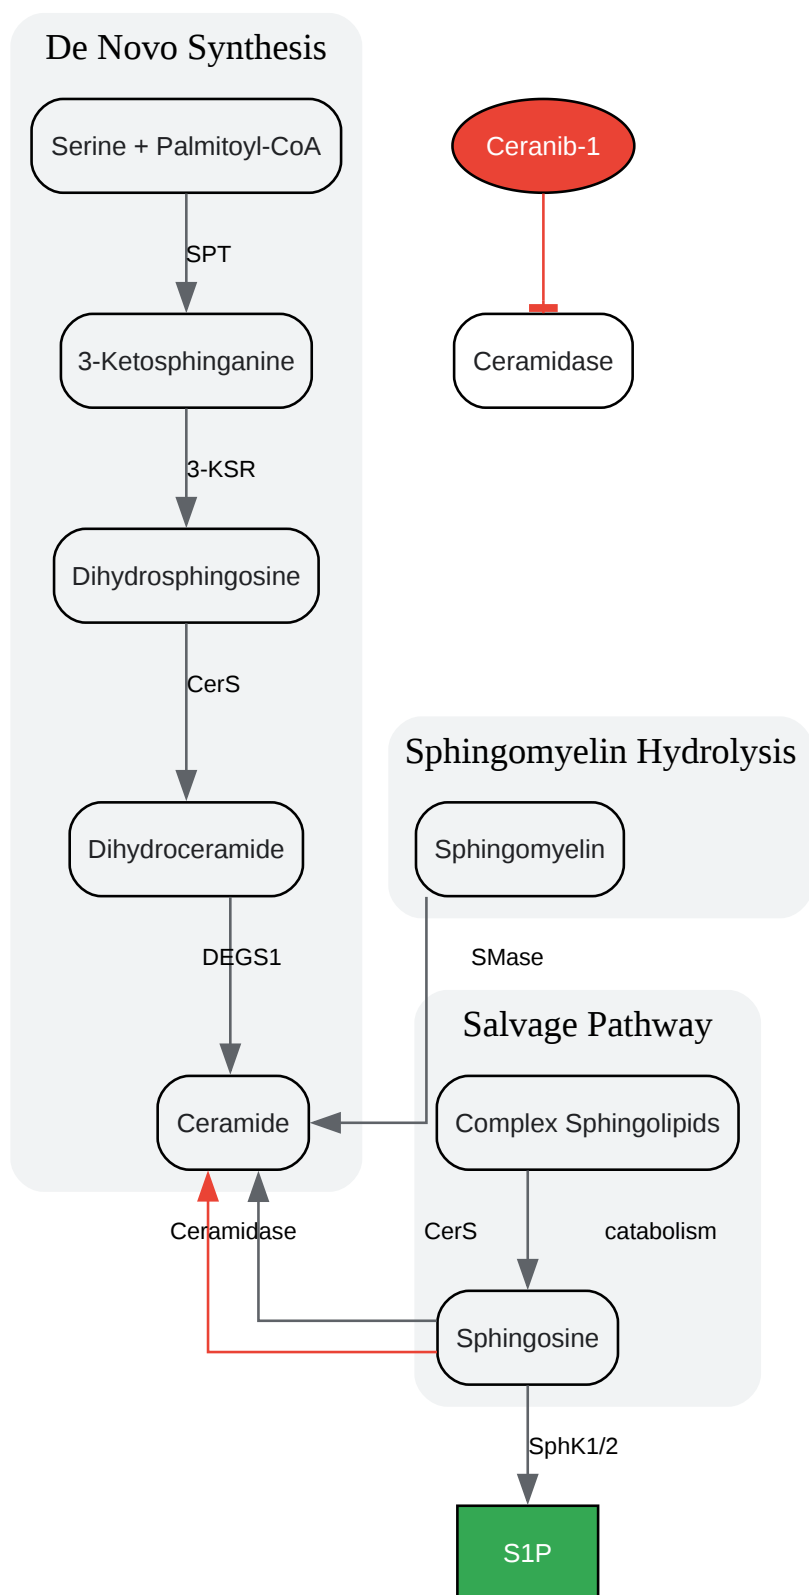 De Novo Synthesis
Serine + Palmitoyl-CoA
Ceranib-1
SPT
3-Ketosphinganine
Ceramidase
3-KSR
Dihydrosphingosine
CerS
Sphingomyelin Hydrolysis
Dihydroceramide
Sphingomyelin
DEGS1
SMase
Salvage Pathway
Ceramide
Complex Sphingolipids
Ceramidase
CerS
catabolism
Sphingosine
SphK1/2
S1P